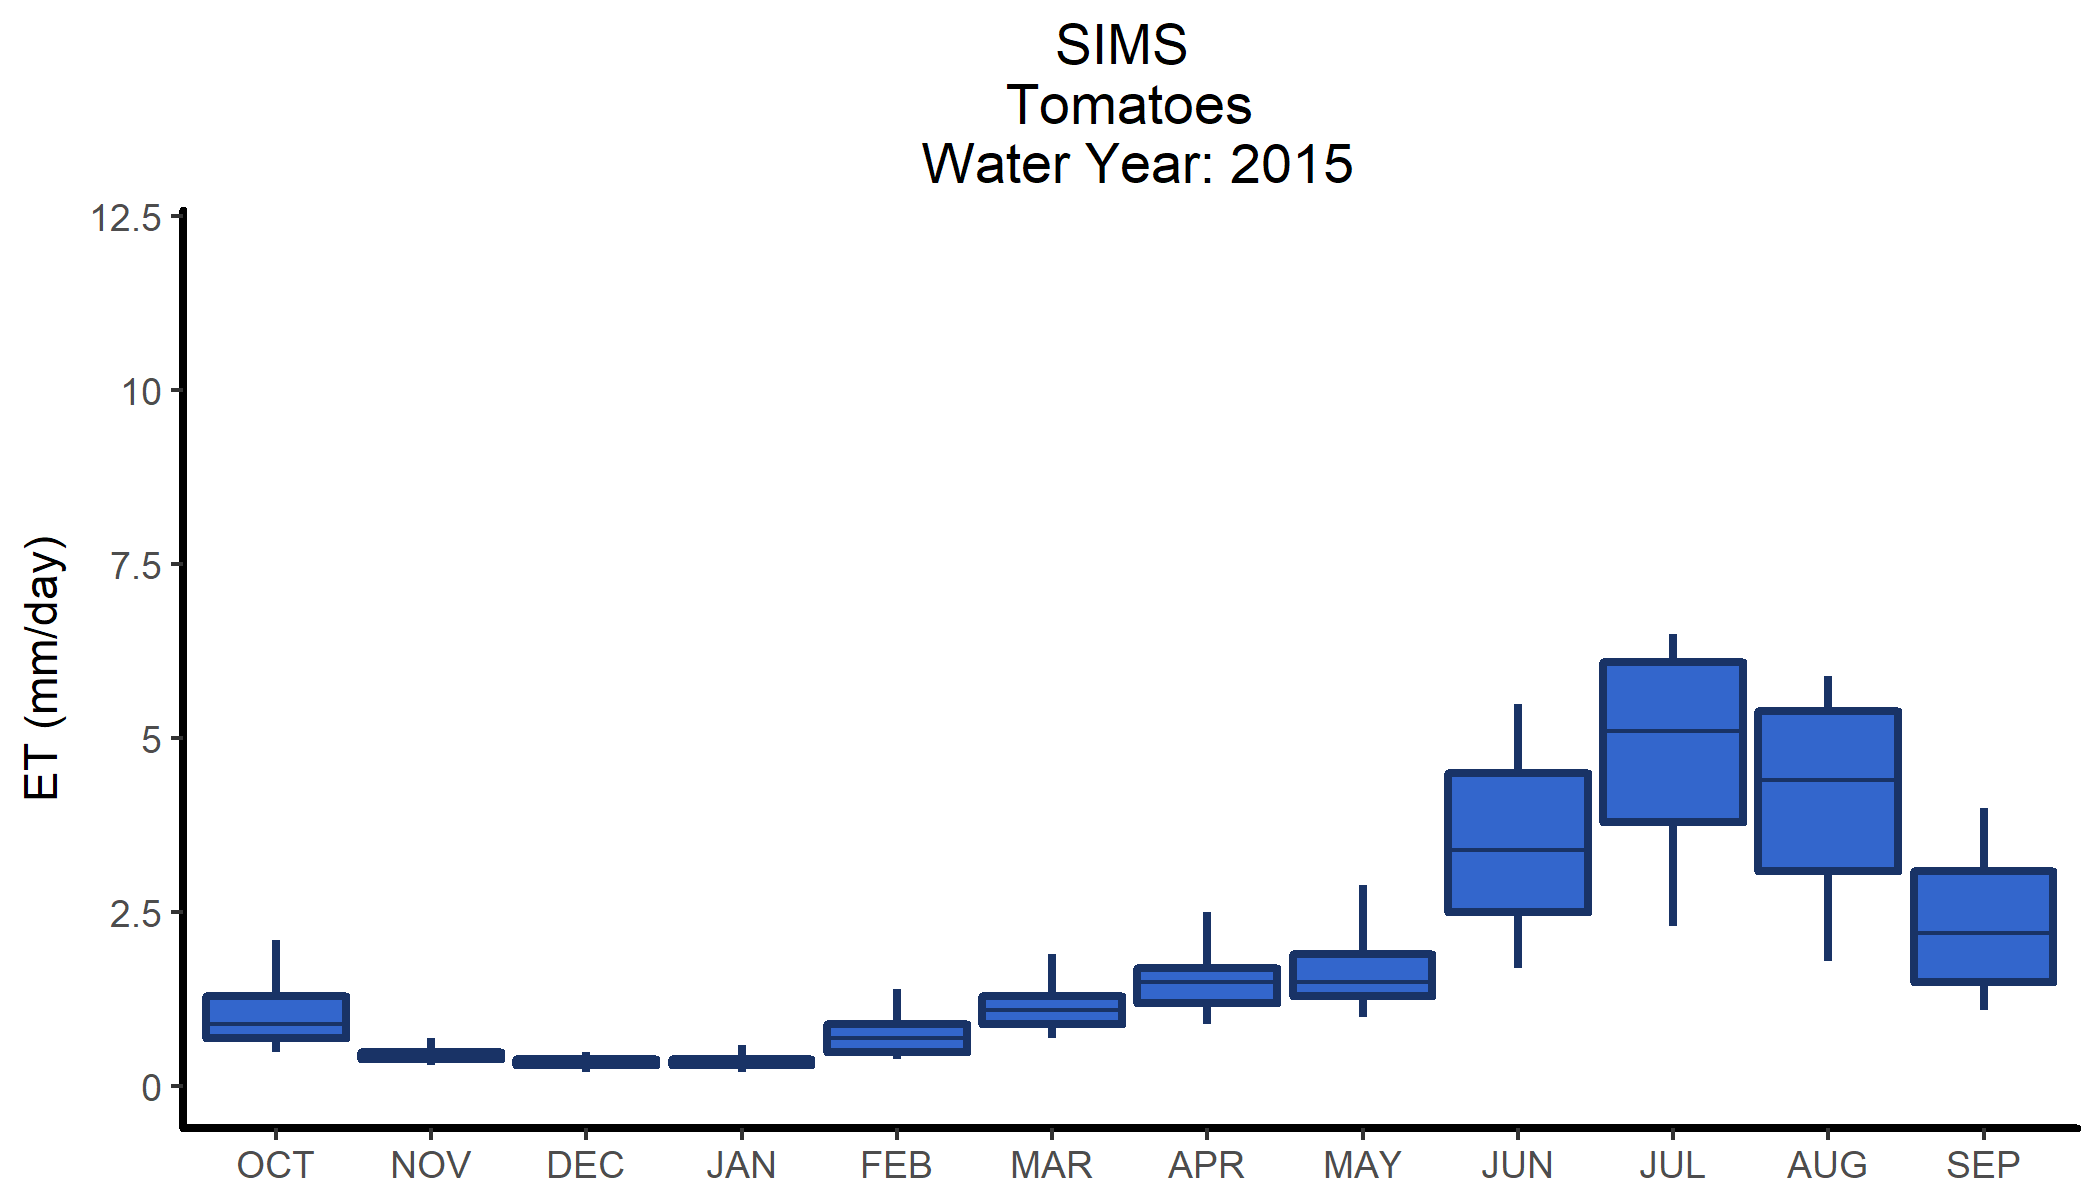 SIMS
Tomatoes
Water Year: 2015
ET (mm/day)
12.5
10
7.5
5
2.5
0
OCT NOV DEC JAN FEB MAR APR MAY JUN JUL AUG SEP